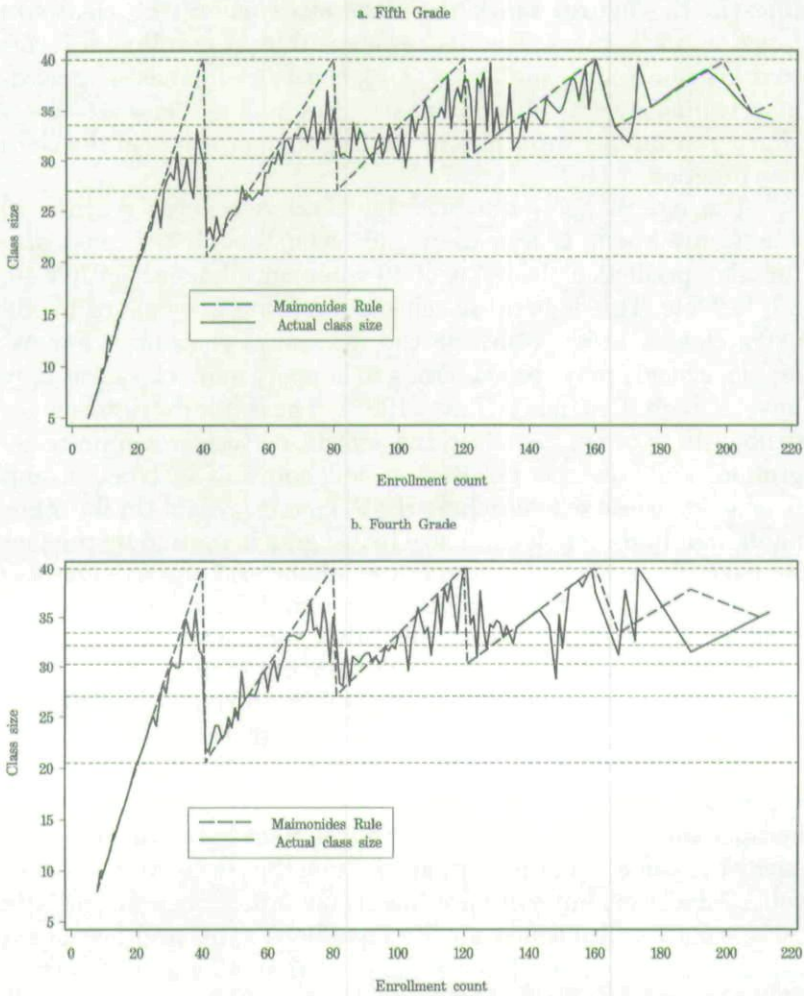 a. Fifth Grade
40
35
30
25
20
15
10
5
Class size
Maimonides Rule
Actual class size
0 20 40 60 80 100 120 140 160 180 200 220
Enrollment count
b. Fourth Grade
40
35
30
25
20
15
10
5
Class size
Maimonides Rule
Actual class size
0 20 40 60 80 100 120 140 160 180 200 220
Enrollment count